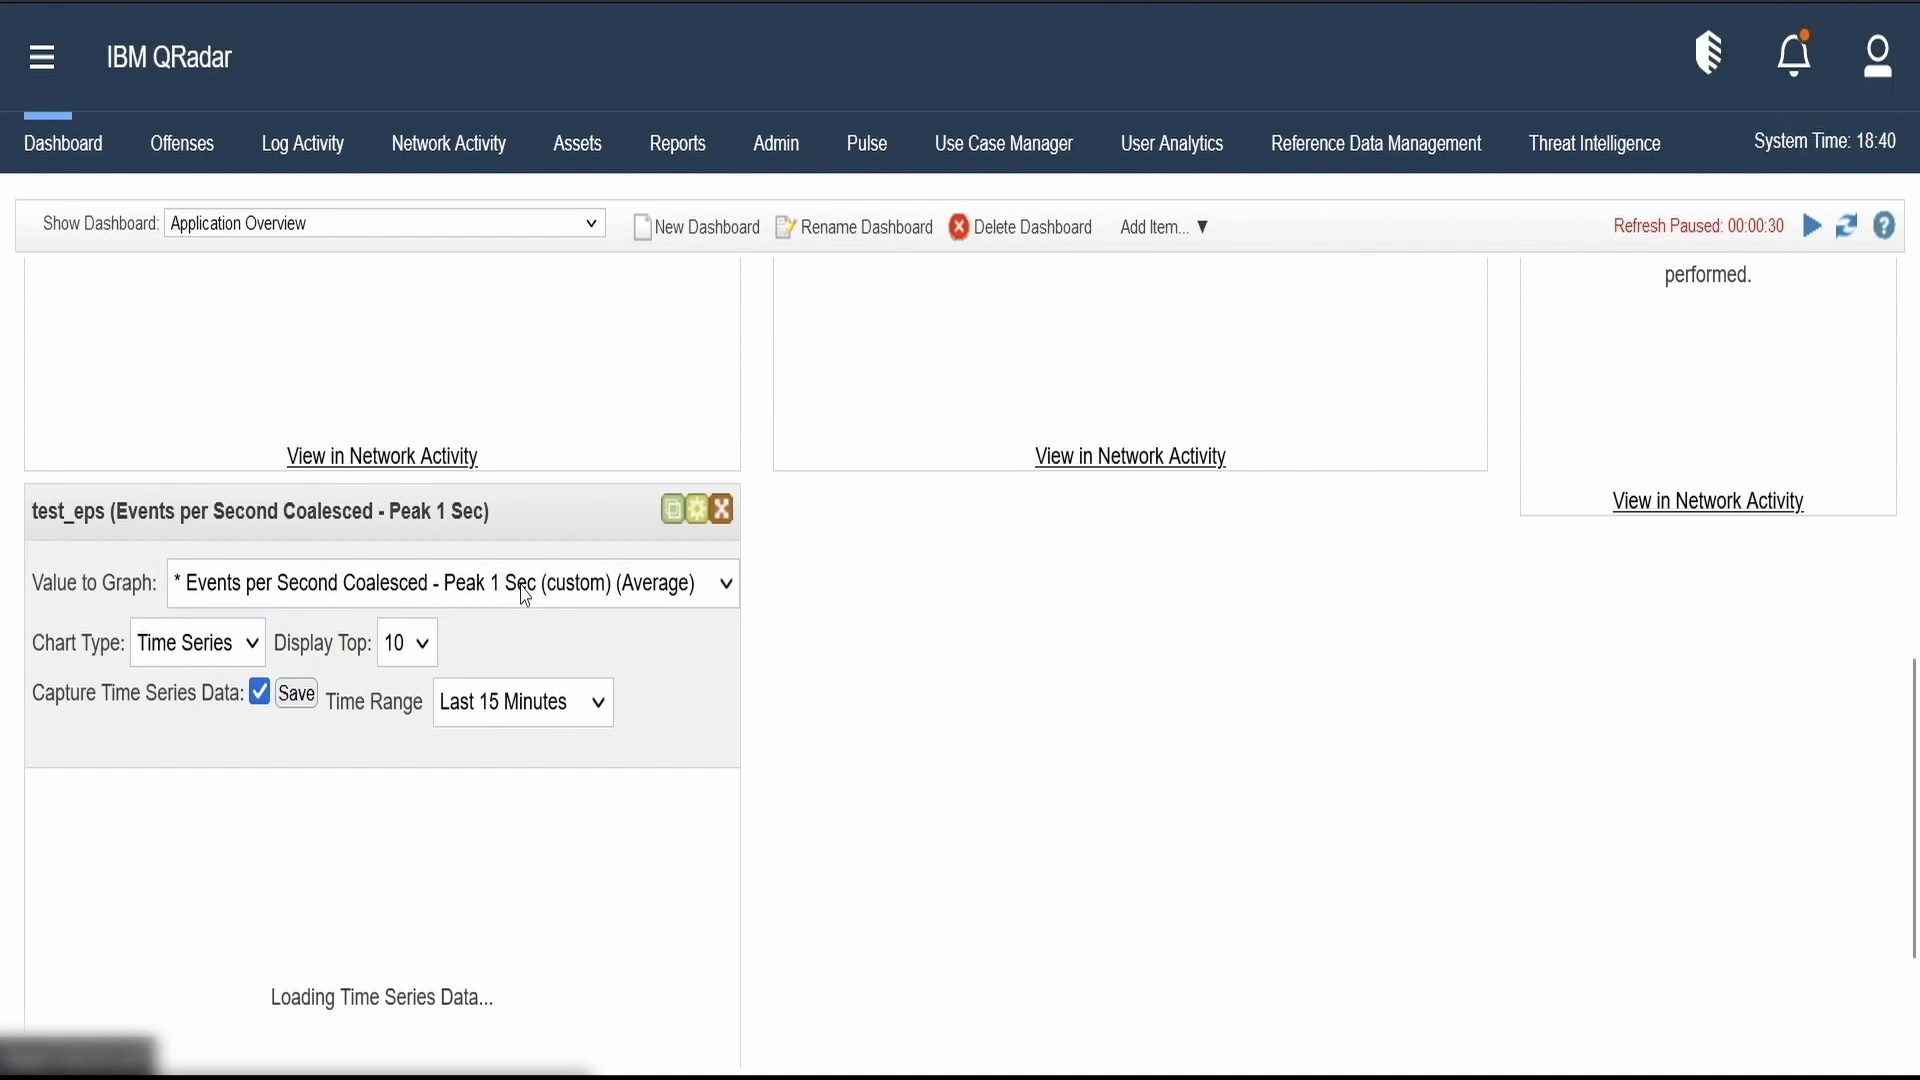 IBM QRadar
Dashboard Offenses Log Activity Network Activity Assets Reports Admin Pulse Use Case Manager User Analytics Reference Data Management Threat Intelligence System Time: 18:40
Show Dashboard: Application Overview New Dashboard Rename Dashboard Delete Dashboard Add Item... ▼ Refresh Paused: 00:00:30
performed.
View in Network Activity View in Network Activity
View in Network Activity
test_eps (Events per Second Coalesced - Peak 1 Sec)
Value to Graph: * Events per Second Coalesced - Peak 1 Sec (custom) (Average)
Chart Type: Time Series Display Top: 10
Capture Time Series Data: Save Time Range Last 15 Minutes
Loading Time Series Data...